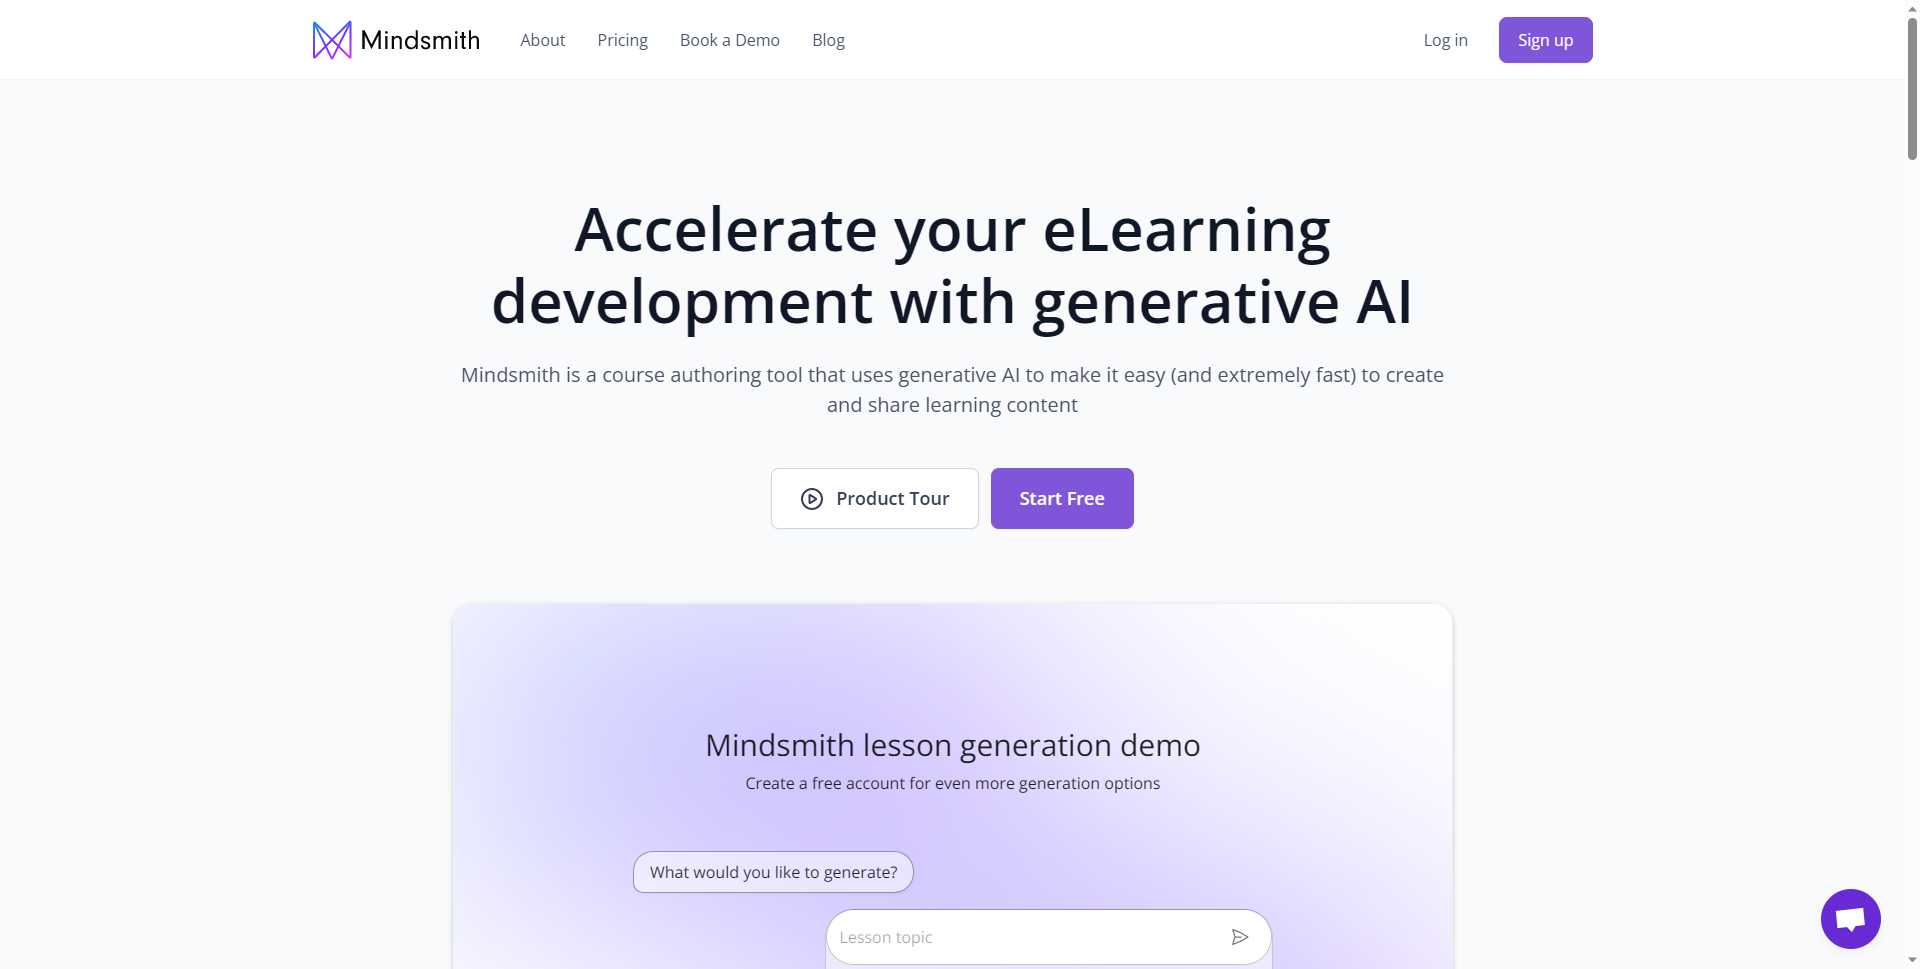 Mindsmith
About
Pricing
Book a Demo
Blog
Log in
Sign up
Accelerate your eLearning
development with generative AI
Mindsmith is a course authoring tool that uses generative AI to make it easy (and extremely fast) to create
and share learning content
Product Tour
Start Free
Mindsmith lesson generation demo
Create a free account for even more generation options
What would you like to generate?
Lesson topic